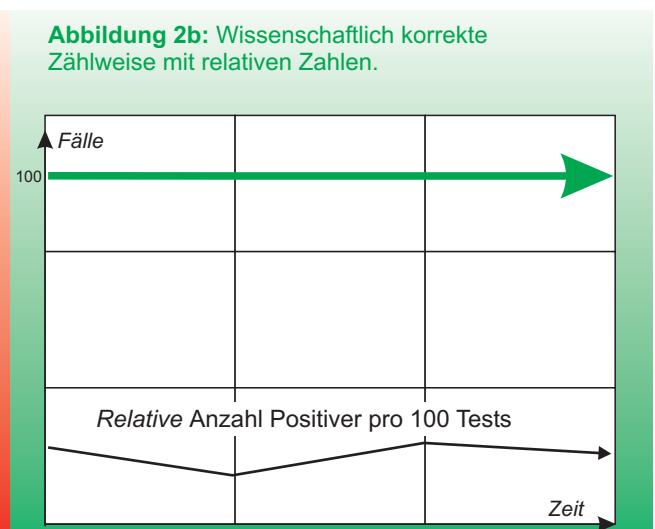 Abbildung 2b: Wissenschaftlich korrekte
Zählweise mit relativen Zahlen.
Fälle
100
Relative Anzahl Positiver pro 100 Tests
Zeit